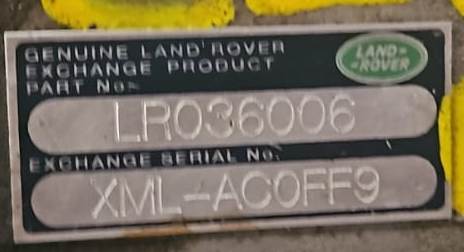 GENUINE LAND ROVER
EXCHANGE PRODUCT
PART No.
LAND-
-ROVER
LR036006
EXCHANGE SERIAL No.
XML-AC0FF9